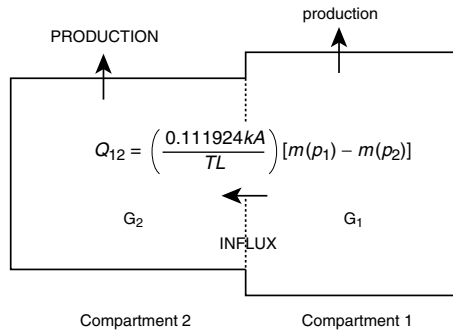 production
PRODUCTION
Q₁₂ = (0.111924kA / TL) [m(p₁) − m(p₂)]
G₂
G₁
INFLUX
Compartment 2
Compartment 1